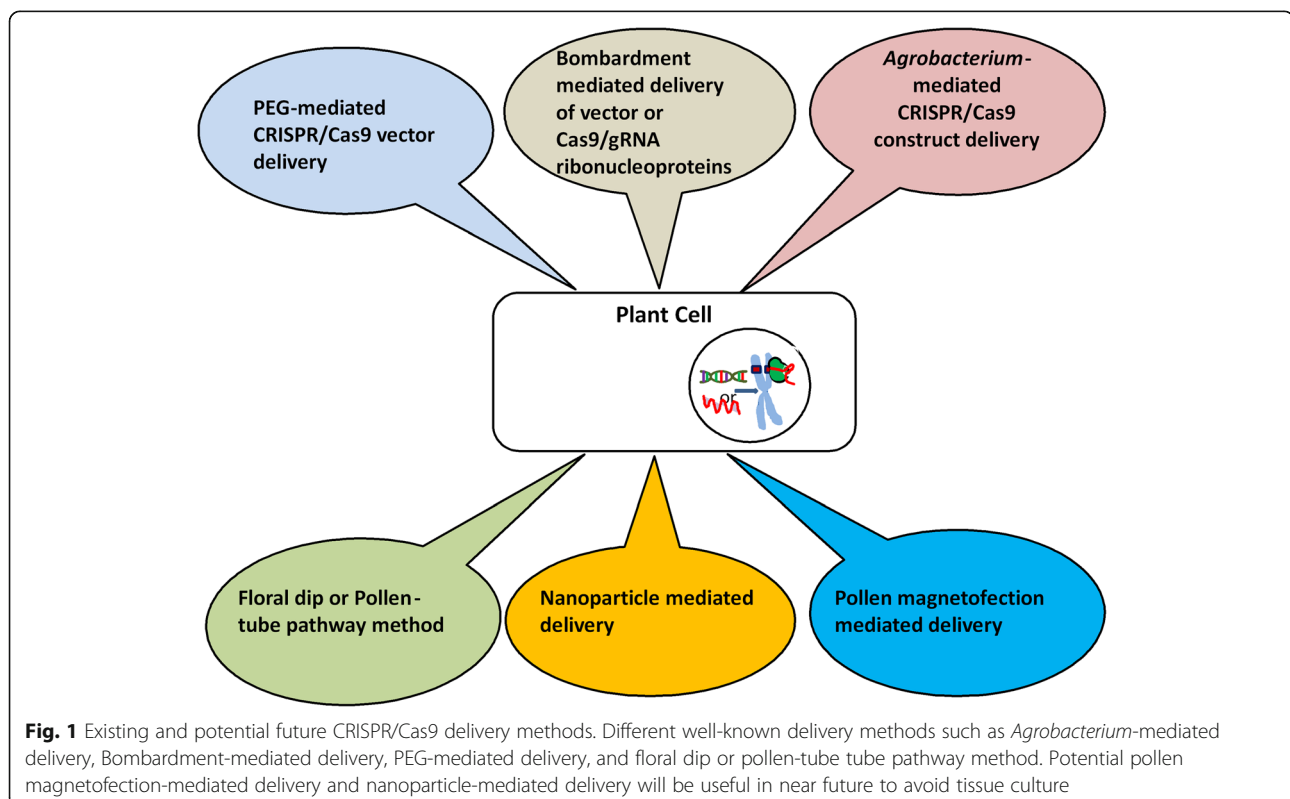 PEG-mediated
CRISPR/Cas9 vector
delivery
Bombardment
mediated delivery
of vector or
Cas9/gRNA
ribonucleoproteins
Agrobacterium-
mediated
CRISPR/Cas9
construct delivery
Plant Cell
or
Floral dip or Pollen-
tube pathway method
Nanoparticle mediated
delivery
Pollen magnetofection
mediated delivery
Fig. 1 Existing and potential future CRISPR/Cas9 delivery methods. Different well-known delivery methods such as Agrobacterium-mediated
delivery, Bombardment-mediated delivery, PEG-mediated delivery, and floral dip or pollen-tube tube pathway method. Potential pollen
magnetofection-mediated delivery and nanoparticle-mediated delivery will be useful in near future to avoid tissue culture